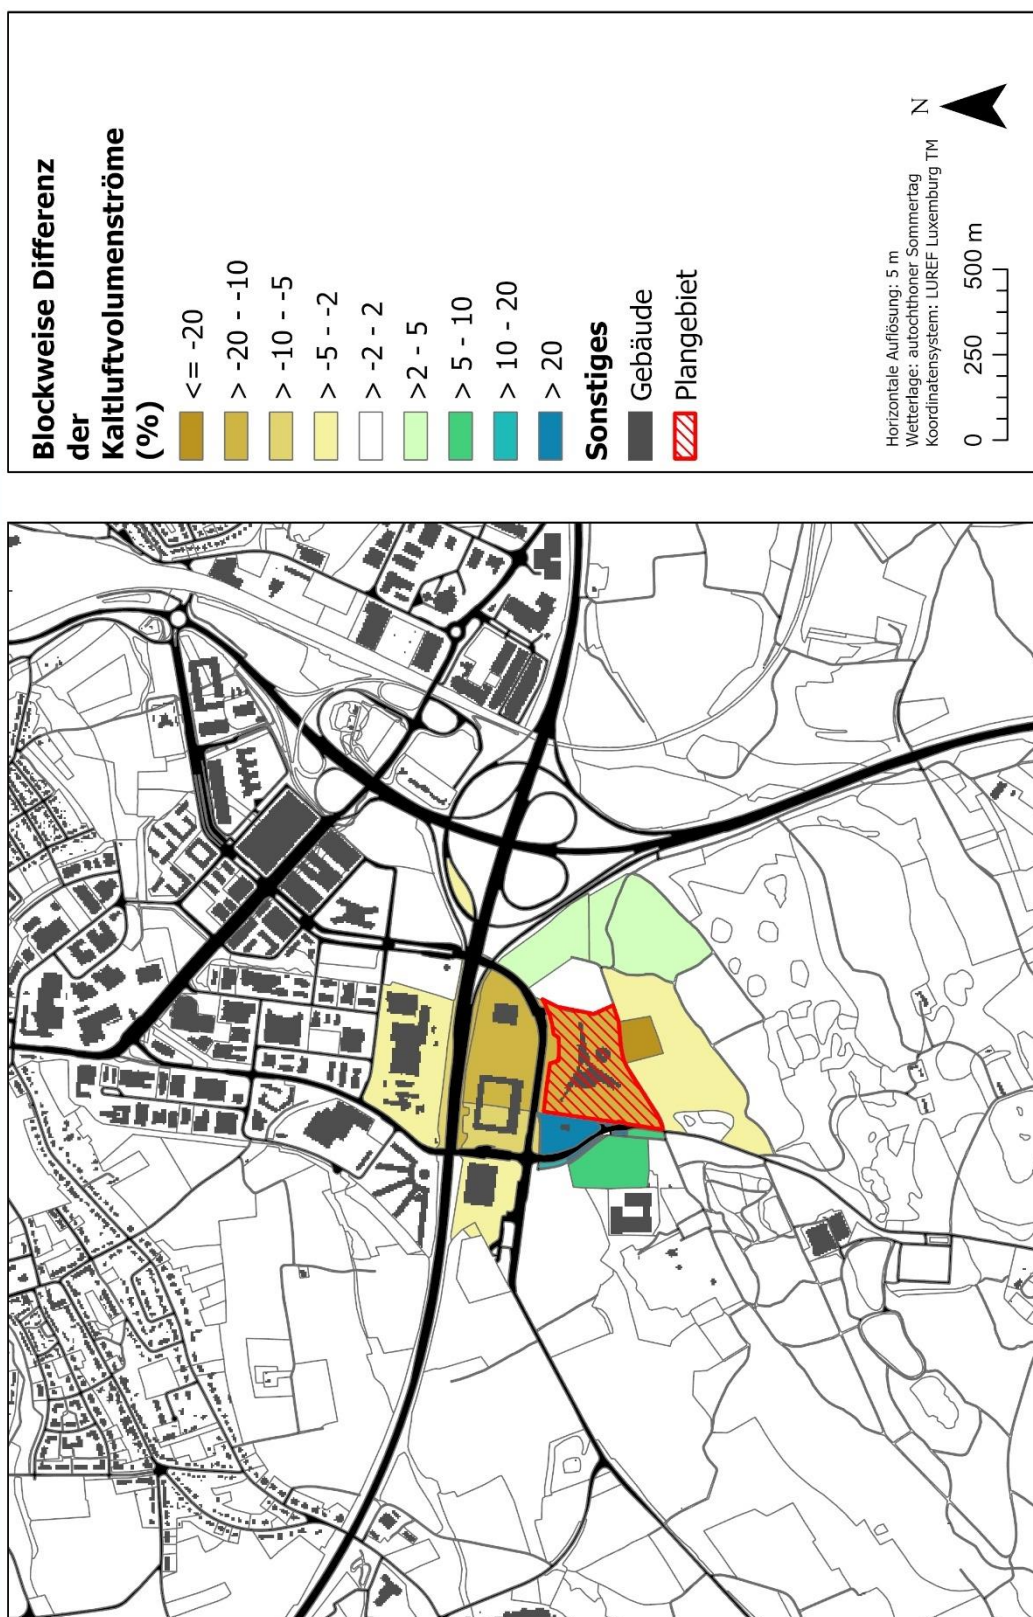 Blockweise Differenz
der
Kaltluftvolumenströme
(%)
<= -20
> -20 - -10
> -10 - -5
> -5 - -2
> -2 - 2
>2 - 5
> 5 - 10
> 10 - 20
> 20
Sonstiges
Gebäude
Plangebiet
Horizontale Auflösung: 5 m
Wetterlage: autochthoner Sommertag
Koordinatensystem: LUREF Luxemburg TM
N
0 250 500 m